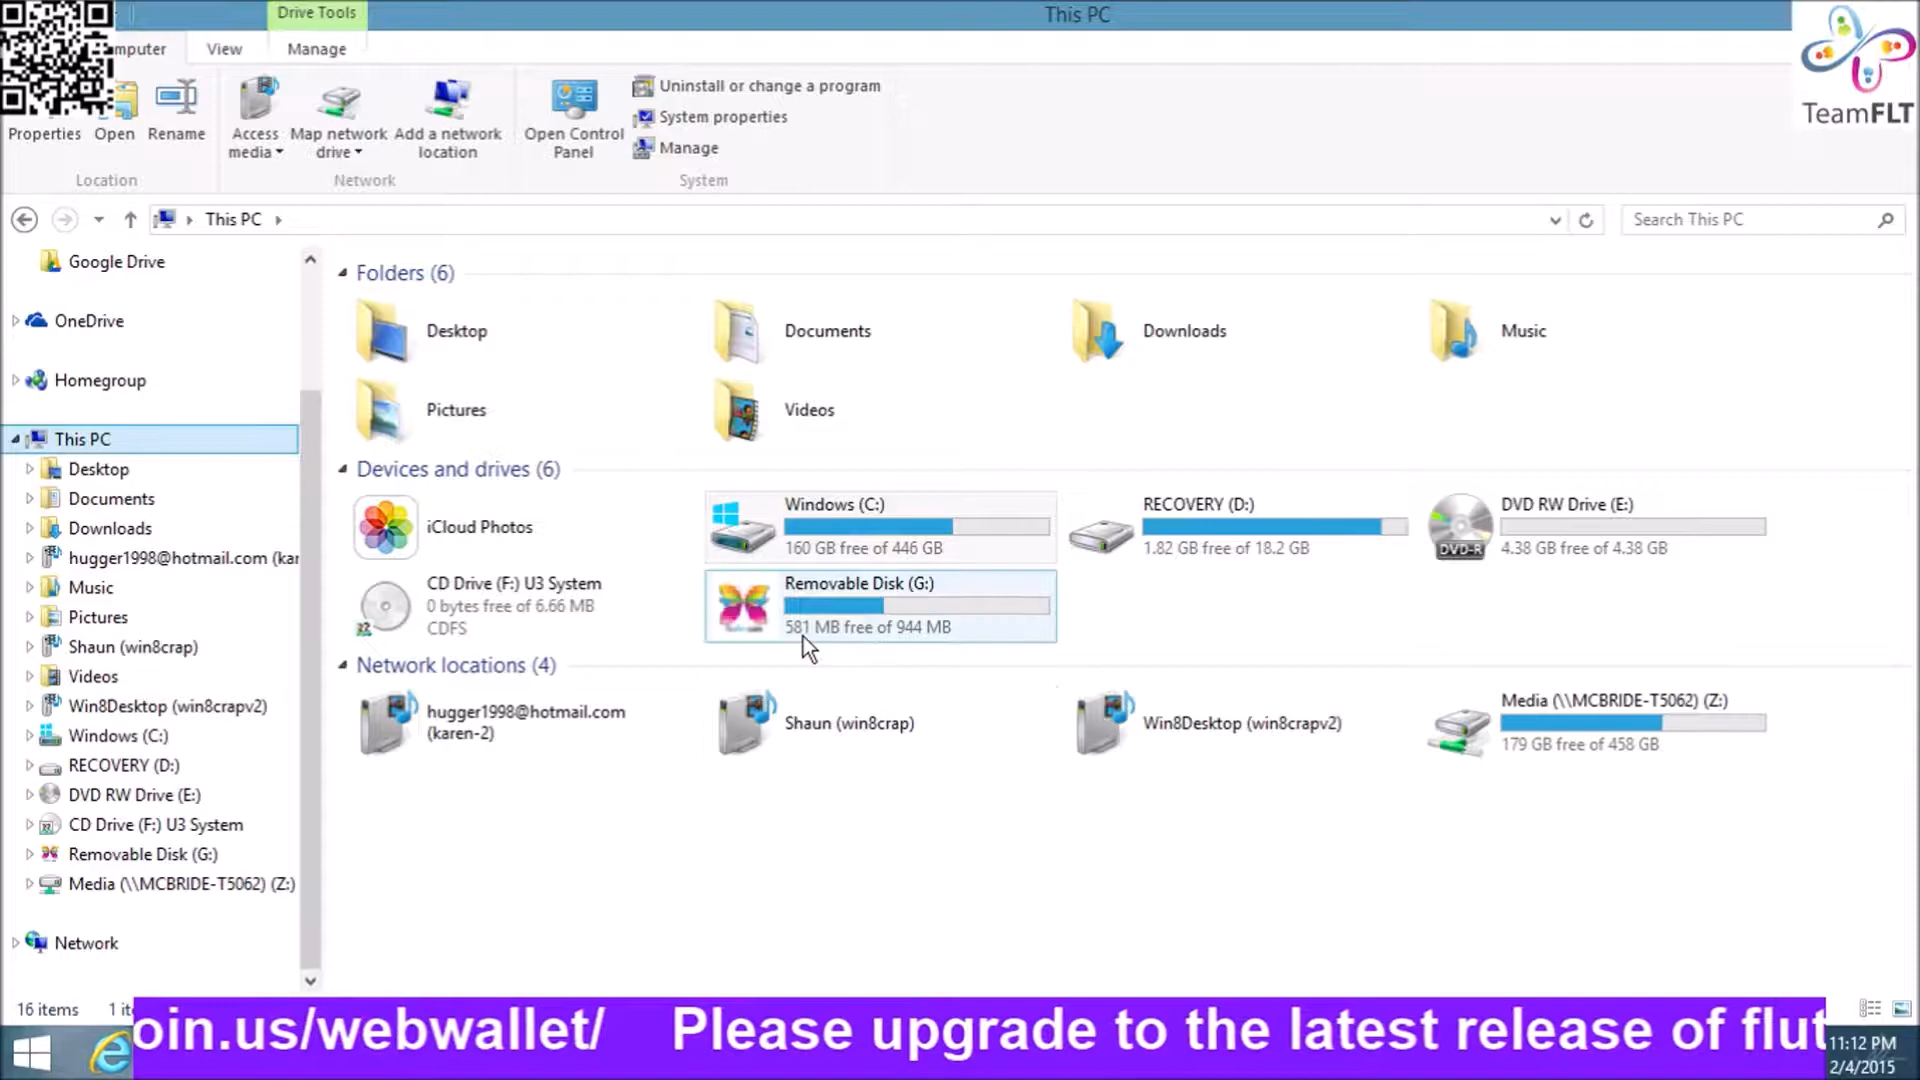 Drive Tools
This PC
mputer
View
Manage
Properties
Open
Rename
Access media
Map network drive
Add a network location
Open Control Panel
Uninstall or change a program
System properties
Manage
Location
Network
System
TeamFLT
This PC
Search This PC
Google Drive
OneDrive
Homegroup
This PC
Desktop
Documents
Downloads
hugger1998@hotmail.com (kar
Music
Pictures
Shaun (win8crap)
Videos
Win8Desktop (win8crapv2)
Windows (C:)
RECOVERY (D:)
DVD RW Drive (E:)
CD Drive (F:) U3 System
Removable Disk (G:)
Media (\\MCBRIDE-T5062) (Z:)
Network
Folders (6)
Desktop
Documents
Downloads
Music
Pictures
Videos
Devices and drives (6)
iCloud Photos
Windows (C:)
160 GB free of 446 GB
RECOVERY (D:)
1.82 GB free of 18.2 GB
DVD RW Drive (E:)
DVD-R
4.38 GB free of 4.38 GB
CD Drive (F:) U3 System
0 bytes free of 6.66 MB
CDFS
Removable Disk (G:)
581 MB free of 944 MB
Network locations (4)
hugger1998@hotmail.com
(karen-2)
Shaun (win8crap)
Win8Desktop (win8crapv2)
Media (\\MCBRIDE-T5062) (Z:)
179 GB free of 458 GB
16 items
1 it
oin.us/webwallet/ Please upgrade to the latest release of flut
11:12 PM
2/4/2015